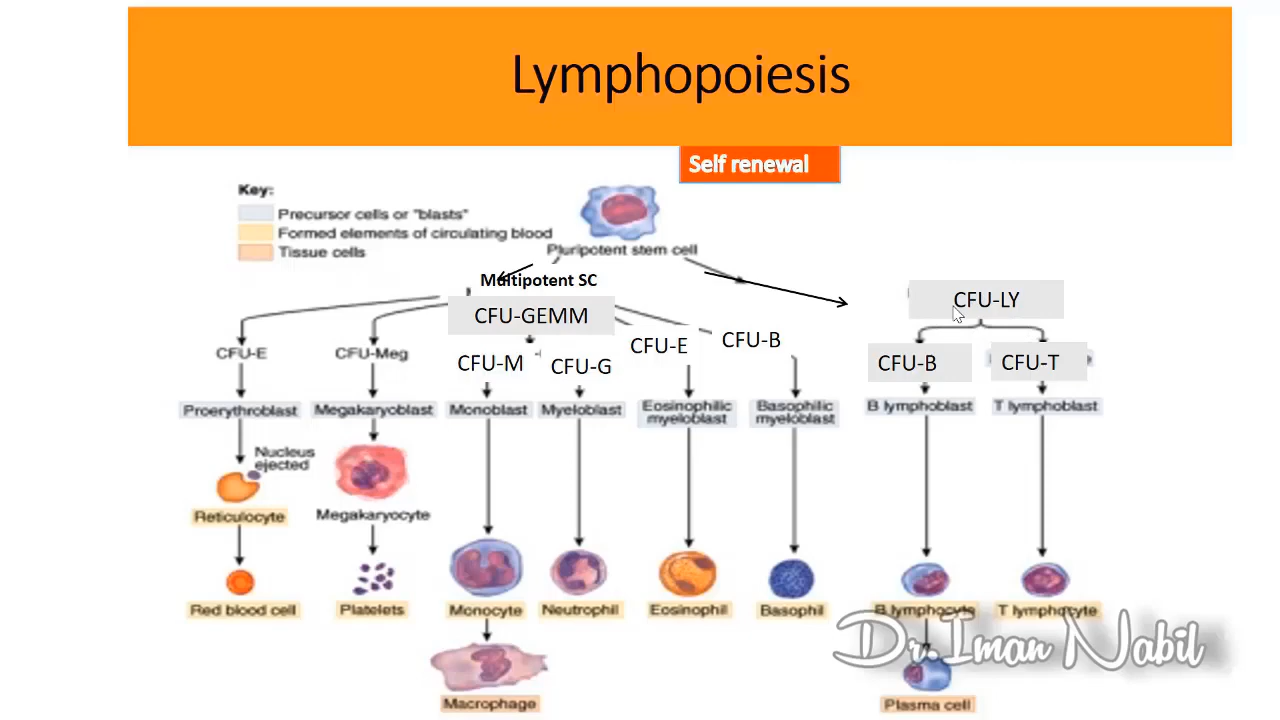 Lymphopoiesis
Self renewal
Key:
Precursor cells or "blasts"
Formed elements of circulating blood
Tissue cells
Pluripotent stem cell
Multipotent SC
CFU-GEMM
CFU-LY
CFU-E
CFU-Meg
CFU-M
CFU-G
CFU-E
CFU-B
CFU-B
CFU-T
Proerythroblast
Megakaryoblast
Monoblast
Myeloblast
Eosinophilic
myeloblast
Basophilic
myeloblast
B lymphoblast
T lymphoblast
Nucleus
ejected
Reticulocyte
Megakaryocyte
Red blood cell
Platelets
Monocyte
Neutrophil
Eosinophil
Basophil
B lymphocyte
T lymphocyte
Dr.Iman Nabil
Macrophage
Plasma cell